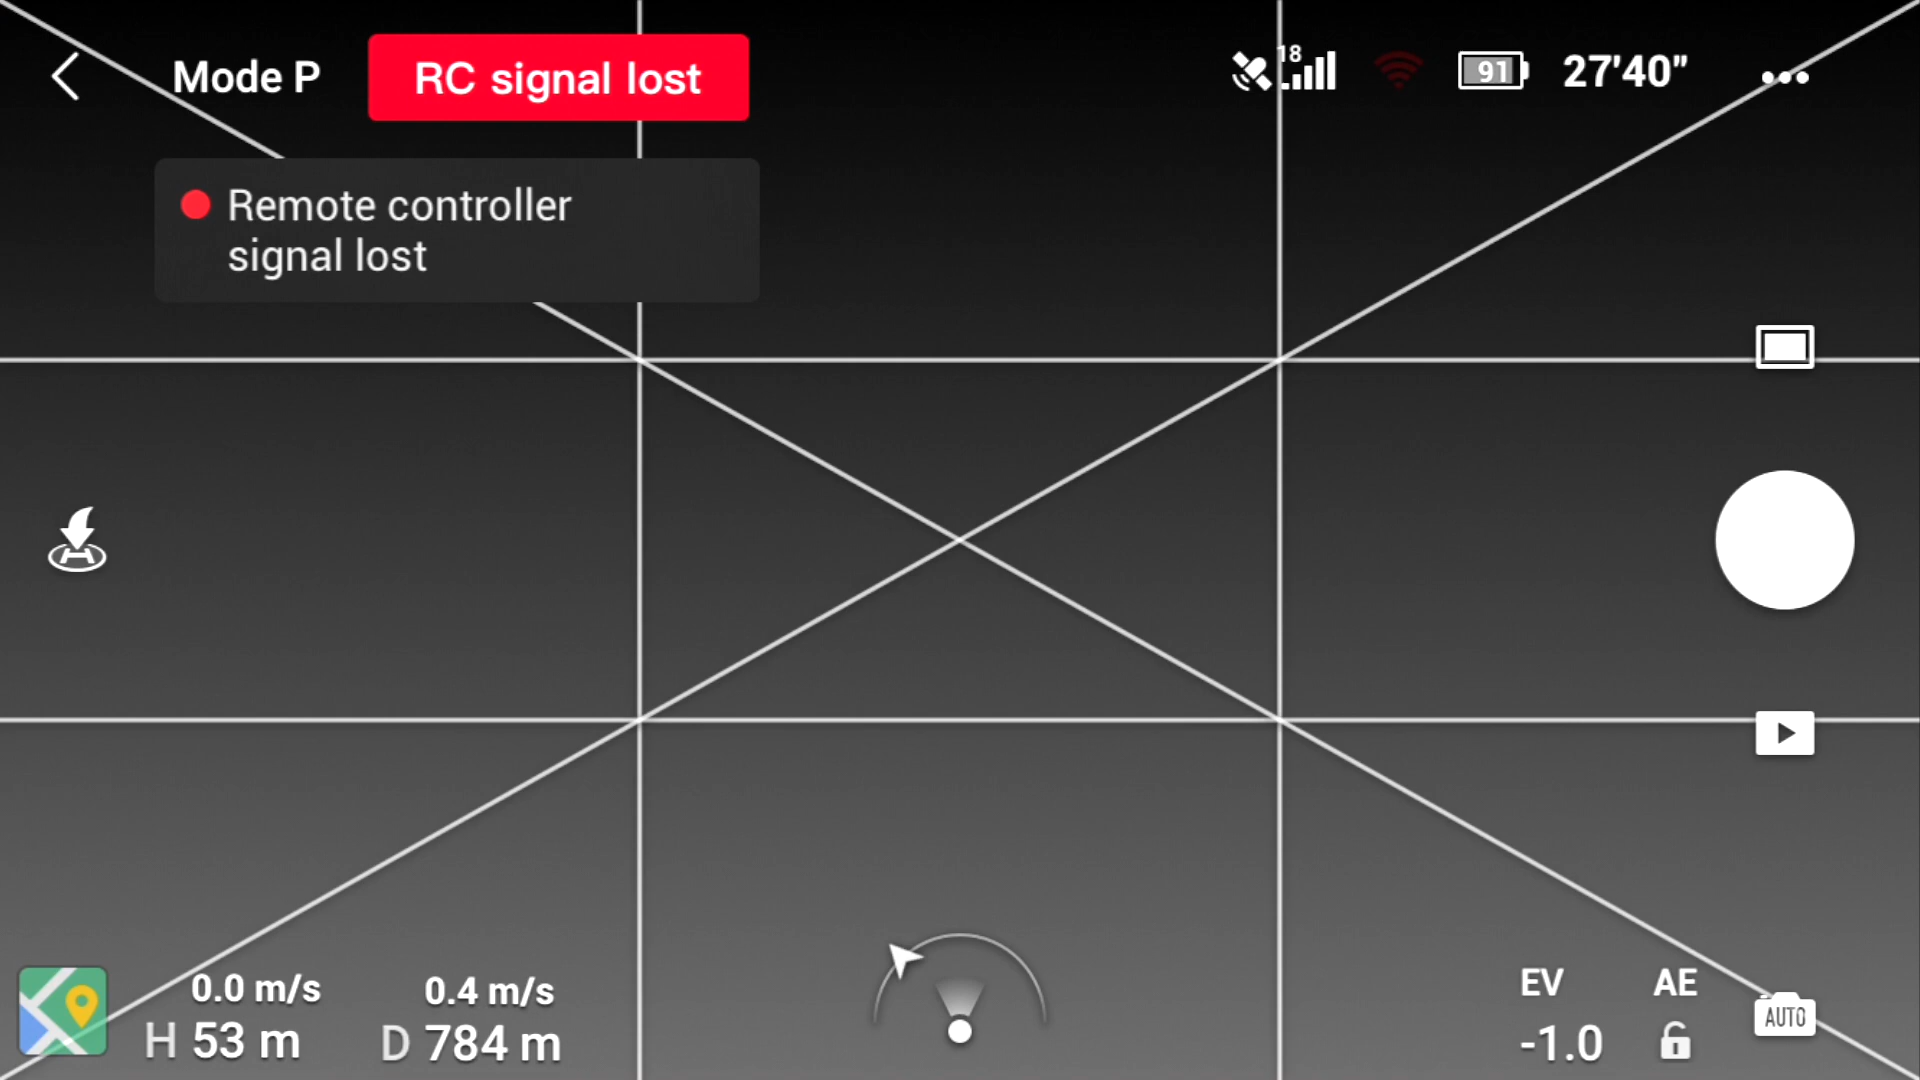 Mode P
RC signal lost
18
91
27'40"
Remote controller
signal lost
0.0 m/s
0.4 m/s
H 53 m
D 784 m
EV
AE
-1.0
AUTO